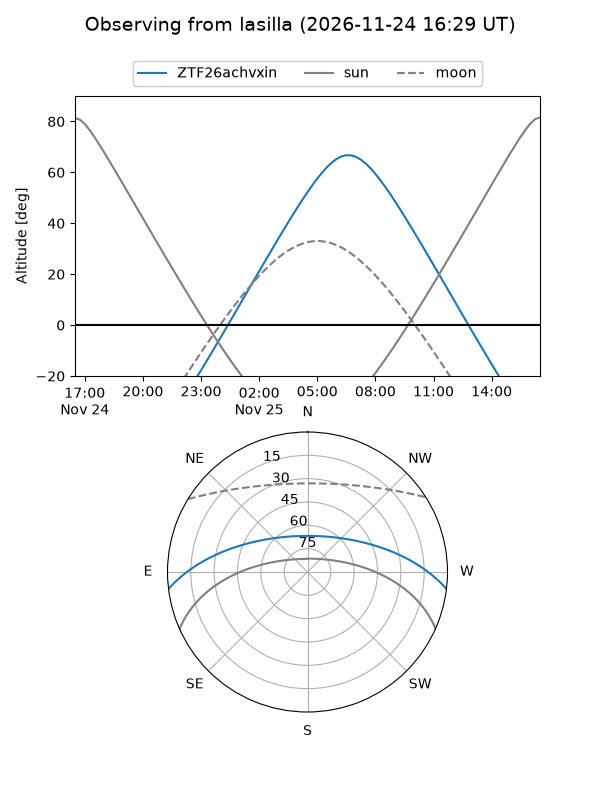 Observing from lasilla (2026-11-24 16:29 UT)
ZTF26achvxin sun moon
Altitude [deg]
80
60
40
20
0
−20
17:00 20:00 23:00 02:00 05:00 08:00 11:00 14:00
Nov 24 Nov 25
N
NE NW
15
30
45
60
75
E W
SE SW
S